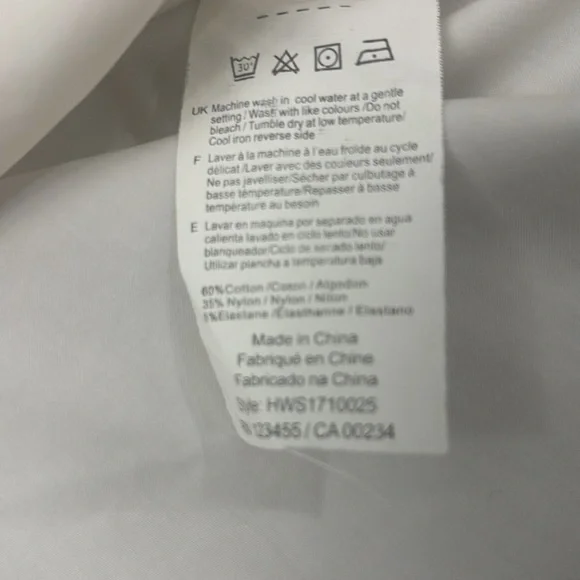 30°
UK Machine wash in cool water at a gentle
setting/ Wash with like colours /Do not
bleach / Tumble dry at low temperature/
Cool iron reverse side
F Laver à la machine à l'eau froide au cycle
délicat /Laver avec des couleurs seulement/
Ne pas javelliser/Sécher par culbutage à
basse température/Repasser à basse
température au besoin
E Lavar en maquina por separado en agua
calienta lavado en ciclo lento/No usar
blanqueador/Ciclo de secado lento/
Utilizar plancha a temperatura baja
60%Cotton /Coton / Algodon
35% Nylon / Nylon / Nilon
5%Elastane /Élasthanne / Elastano
Made in China
Fabriqué en Chine
Fabricado na China
HWS1710025
123455 / CA 00234